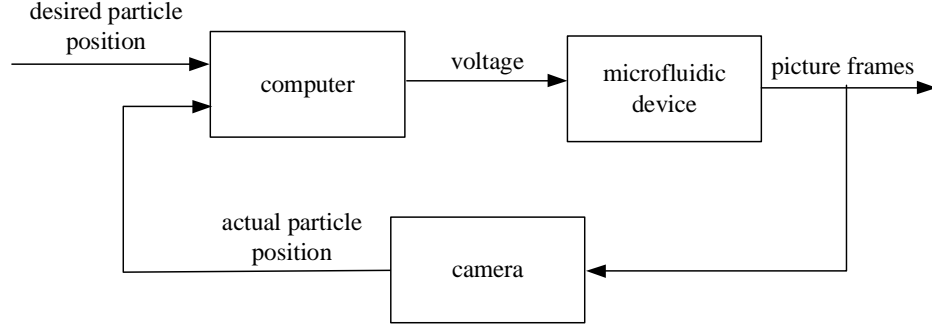 desired particle
position
computer
voltage
microfluidic
device
picture frames
actual particle
position
camera